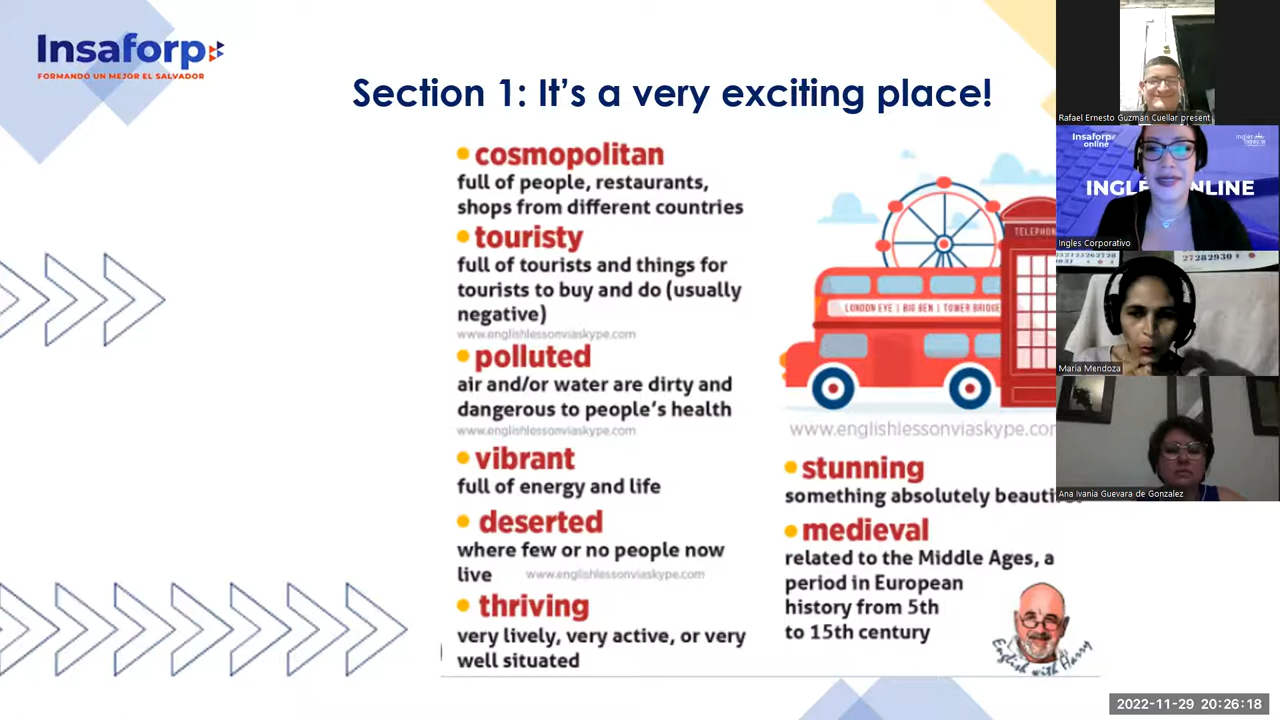 Insaforp
FORMANDO UN MEJOR EL SALVADOR
Section 1: It's a very exciting place!
cosmopolitan
full of people, restaurants,
shops from different countries
touristy
full of tourists and things for
tourists to buy and do (usually
negative)
www.englishlessonviaskype.com
polluted
air and/or water are dirty and
dangerous to people's health
www.englishlessonviaskype.com
vibrant
full of energy and life
deserted
where few or no people now
live
www.englishlessonviaskype.com
thriving
very lively, very active, or very
well situated
LONDON EYE | BIG BEN | TOWER BRIDGE
stunning
something absolutely
medieval
related to the Middle Ages, a
period in European
history from 5th
to 15th century
English with Harry
Rafael Ernesto Guzman Cuellar present
Insaforp
online
INGLÉ NLINE
Ingles Corporativo
27282930
Maria Mendoza
Ana Ivania Guevara de Gonzalez
2022-11-29 20:26:18